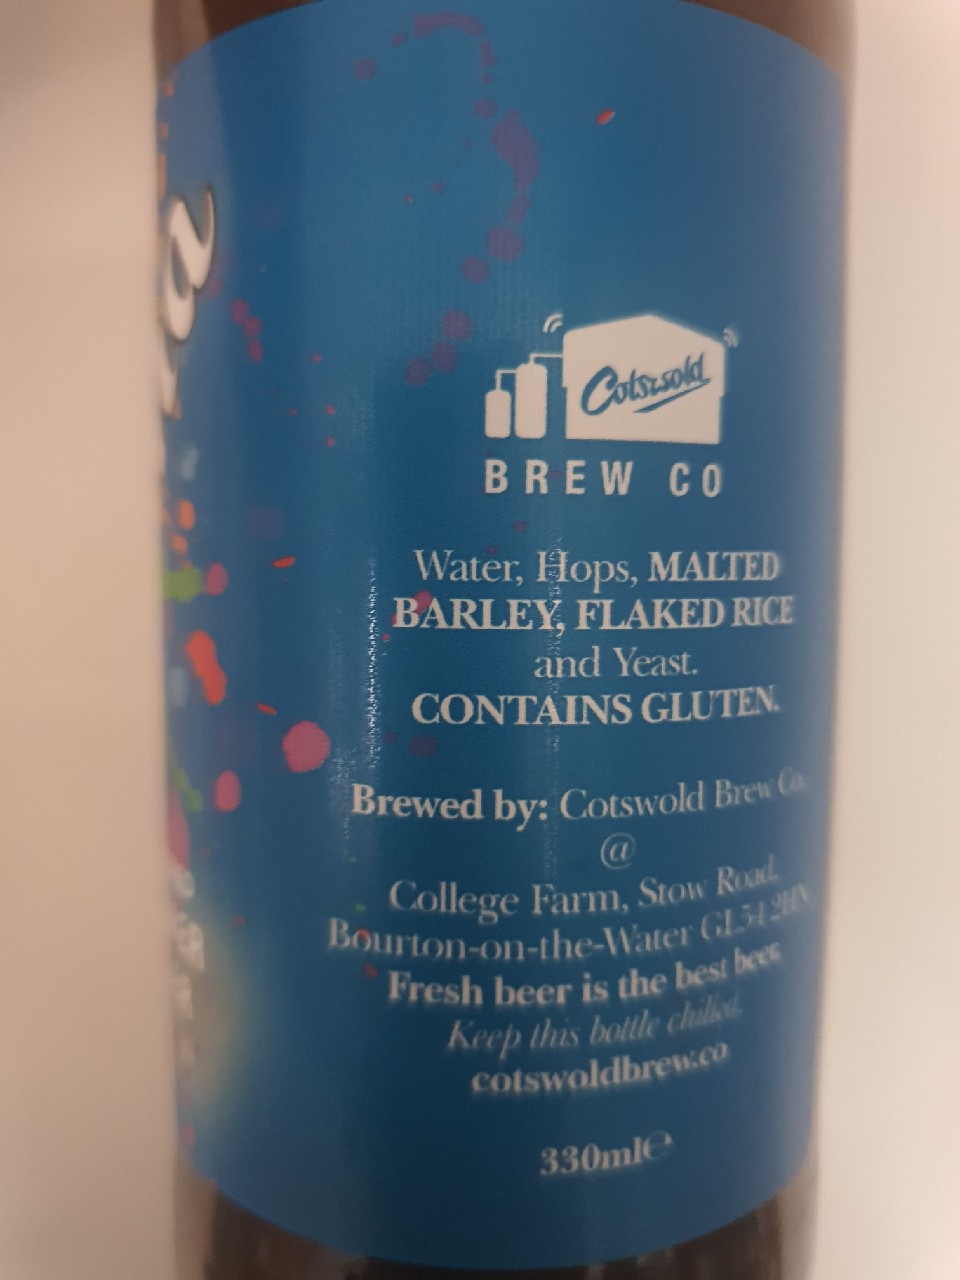 Cotswold
BREW CO
Water, Hops, MALTED
BARLEY, FLAKED RICE
and Yeast.
CONTAINS GLUTEN.
Brewed by: Cotswold Brew Co.
@
College Farm, Stow Road,
Bourton-on-the-Water GL54 2HN
Fresh beer is the best beer.
Keep this bottle chilled.
cotswoldbrew.co
330ml℮